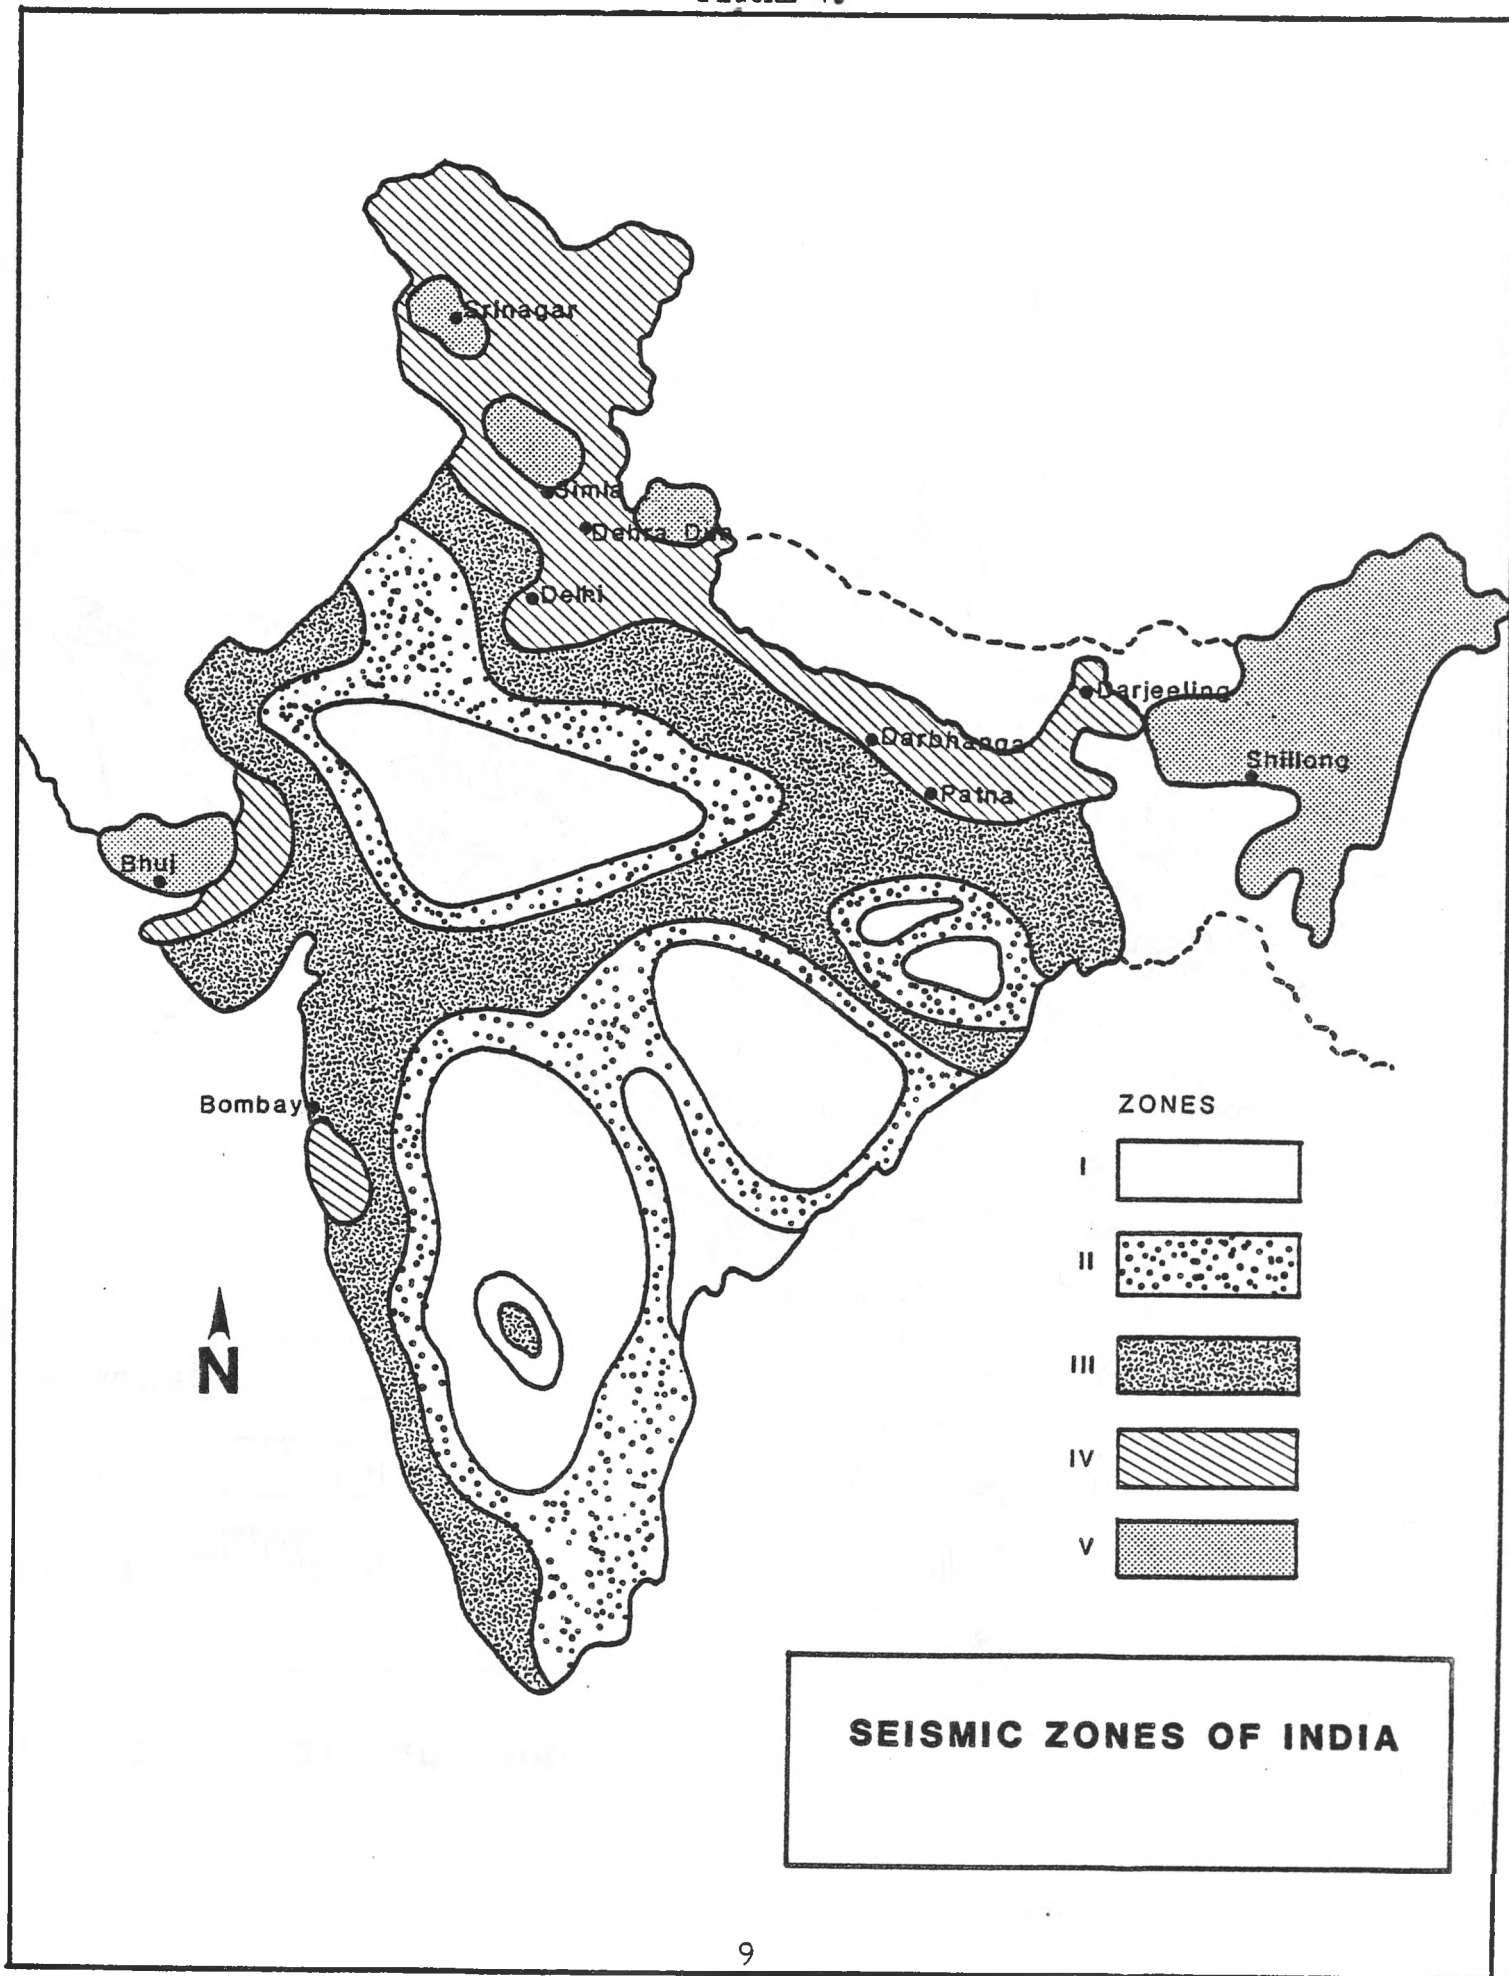 Srinagar
Simla
Dehra Dun
Delhi
Darjeeling
Darbhanga
Shillong
Patna
Bhuj
Bombay
ZONES
I
II
III
IV
V
N
SEISMIC ZONES OF INDIA
9